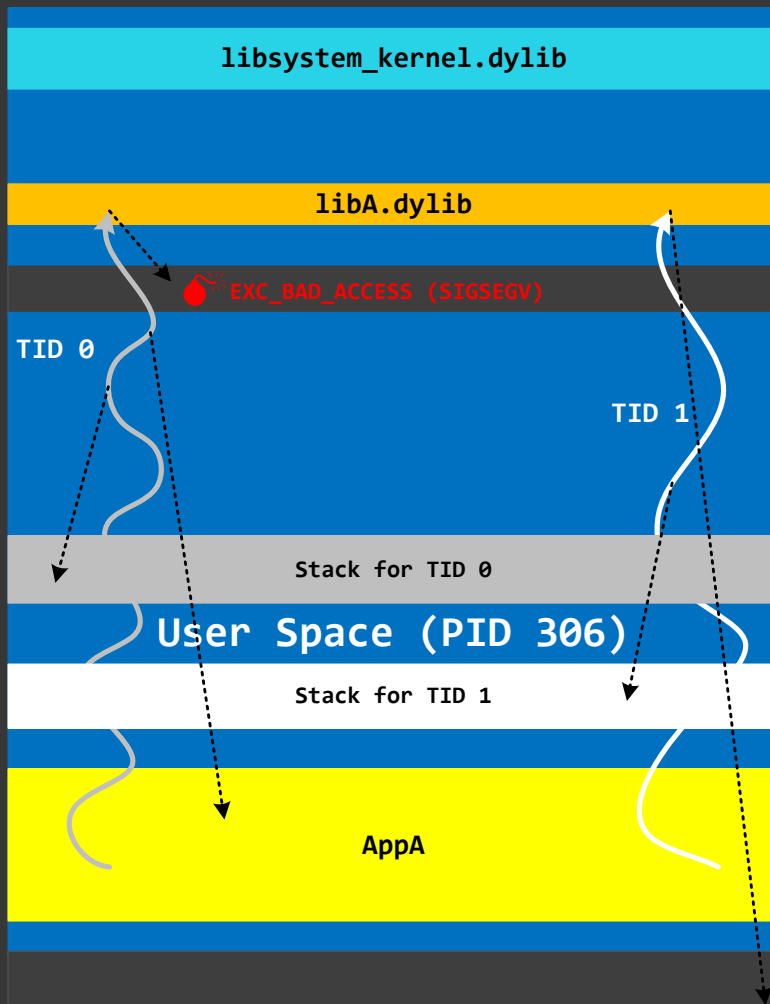 libsystem_kernel.dylib
libA.dylib
EXC_BAD_ACCESS (SIGSEGV)
TID 0
TID 1
Stack for TID 0
User Space (PID 306)
Stack for TID 1
AppA